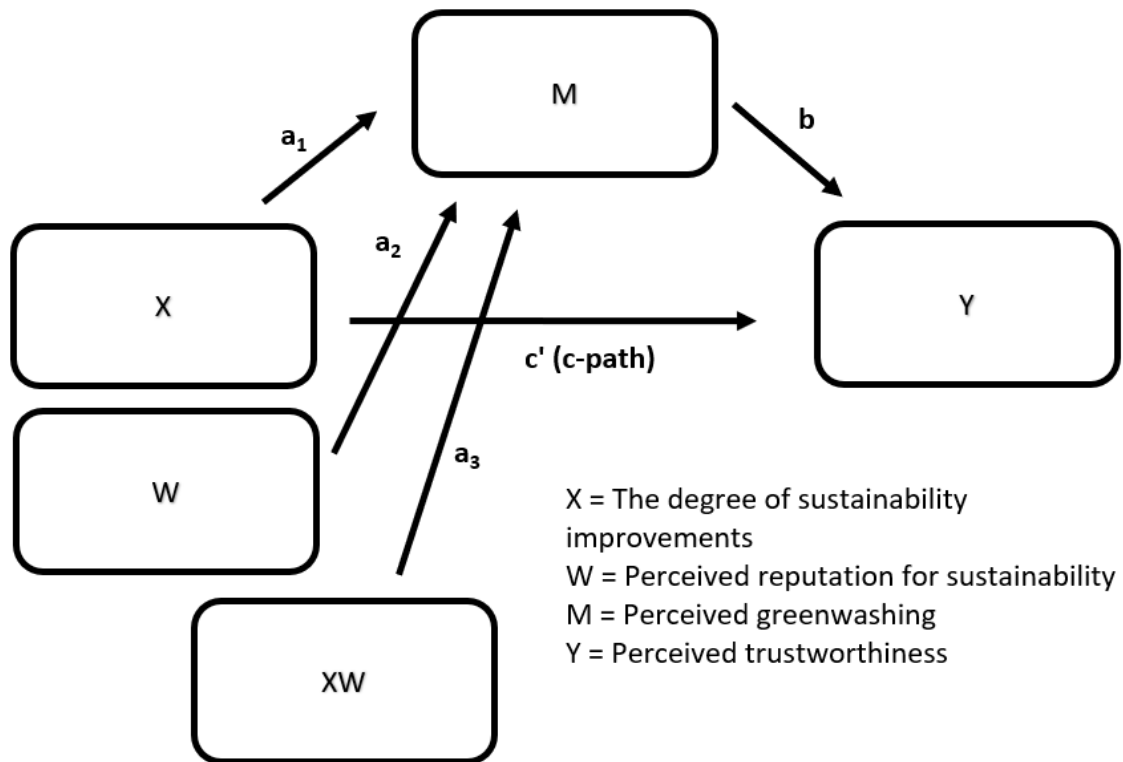 M
a₁
b
a₂
X
Y
c' (c-path)
W
a₃
X = The degree of sustainability
improvements
W = Perceived reputation for sustainability
M = Perceived greenwashing
Y = Perceived trustworthiness
XW